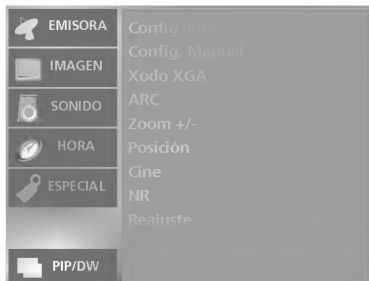 EMISORA
IMAGEN
SONIDO
HORA
ESPECIAL
PIP/DW
Config auto
Config. Manual
Xodo XGA
ARC
Zoom +/-
Posición
Cine
NR
Reajuste